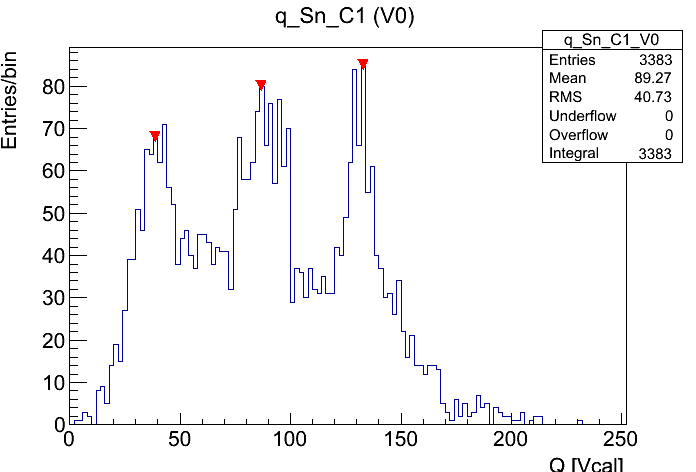 q_Sn_C1 (V0)
q_Sn_C1_V0
Entries 3383
Mean 89.27
RMS 40.73
Underflow 0
Overflow 0
Integral 3383
Entries/bin
80
70
60
50
40
30
20
10
0
0 50 100 150 200 250
Q [Vcal]